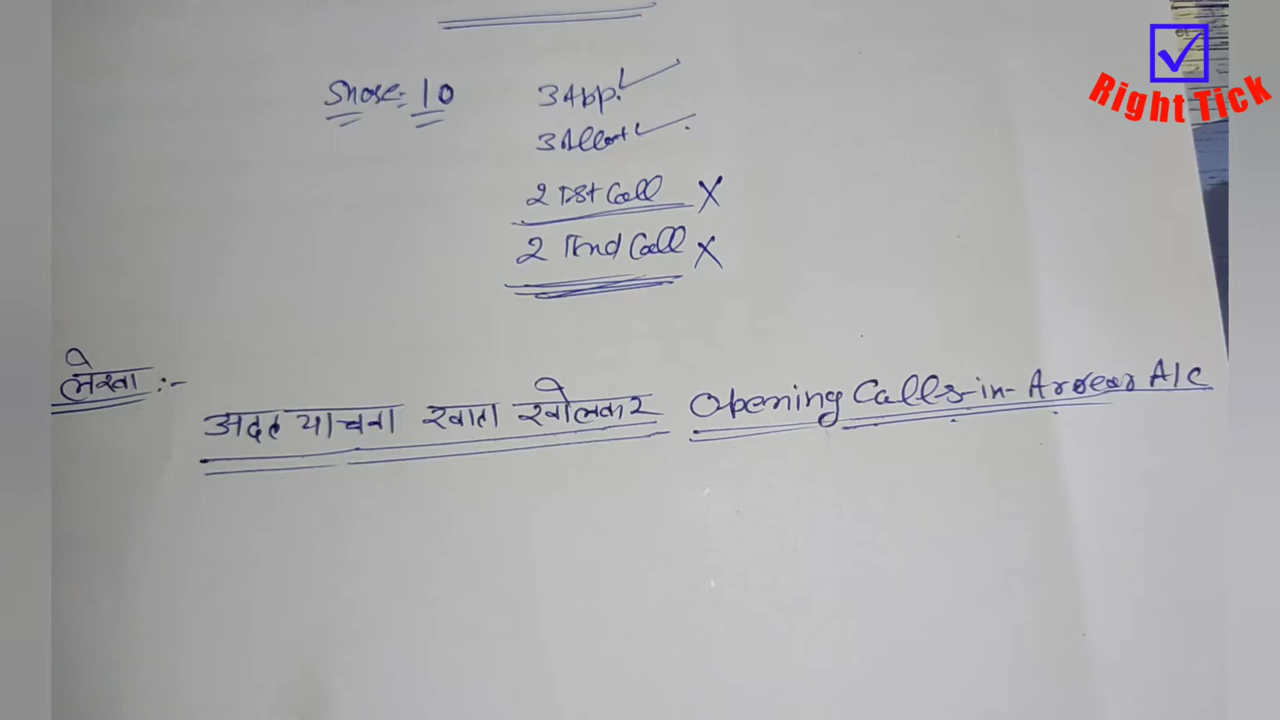 Right Tick
Share:- 10 3 App.
3 Allot
2 Ist Call X
2 IInd Call X
लेखा :-
अदत्त याचना खाता खोलकर Opening Calls-in-Arrear A/c